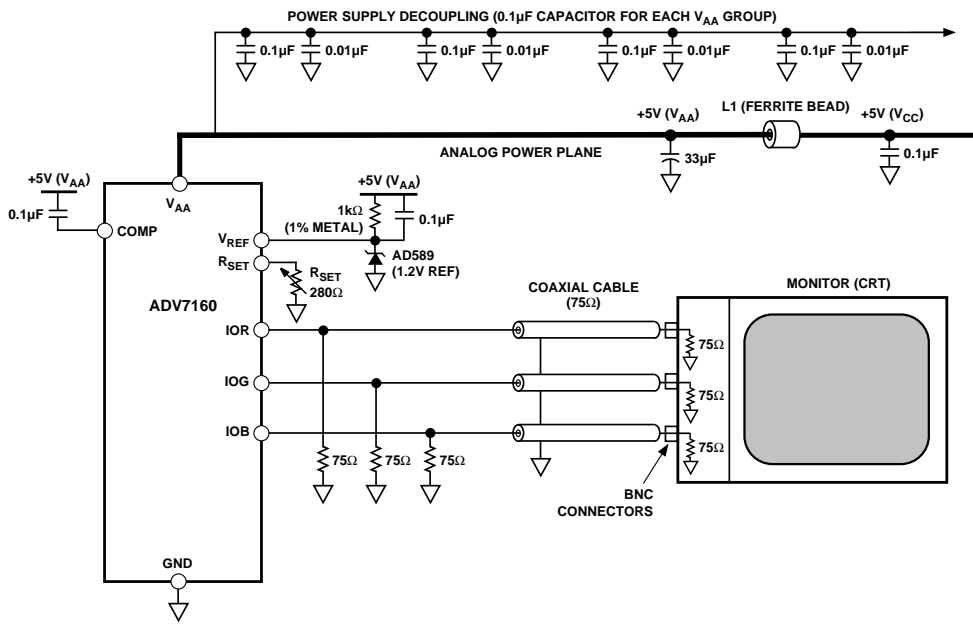 POWER SUPPLY DECOUPLING (0.1µF CAPACITOR FOR EACH VAA GROUP)
0.1µF 0.01µF 0.1µF 0.01µF 0.1µF 0.01µF 0.1µF 0.01µF
L1 (FERRITE BEAD)
+5V (VAA)
+5V (VCC)
ANALOG POWER PLANE
33µF
0.1µF
+5V (VAA)
0.1µF
VAA
COMP
+5V (VAA)
1kΩ
(1% METAL)
0.1µF
VREF
AD589
(1.2V REF)
RSET
RSET
280Ω
ADV7160
COAXIAL CABLE
(75Ω)
MONITOR (CRT)
IOR
75Ω
IOG
75Ω
IOB
75Ω
75Ω 75Ω 75Ω
BNC
CONNECTORS
GND